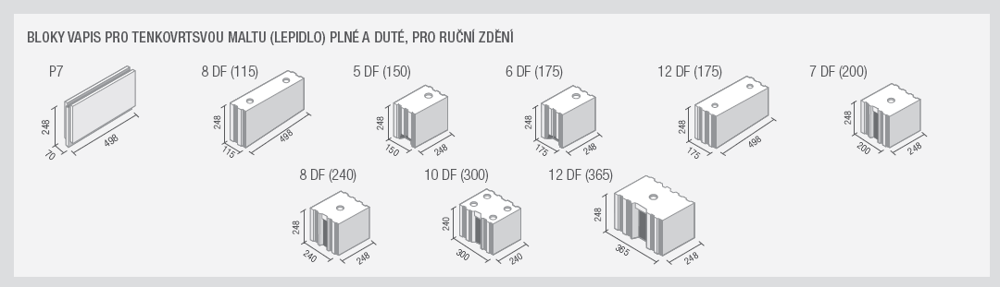 BLOKY VAPIS PRO TENKOVRTSVOU MALTU (LEPIDLO) PLNÉ A DUTÉ, PRO RUČNÍ ZDĚNÍ
P7
248
70
498
8 DF (115)
248
115
498
5 DF (150)
248
150
248
6 DF (175)
248
175
248
12 DF (175)
248
175
498
7 DF (200)
248
200
248
8 DF (240)
248
240
248
10 DF (300)
240
300
240
12 DF (365)
248
365
248